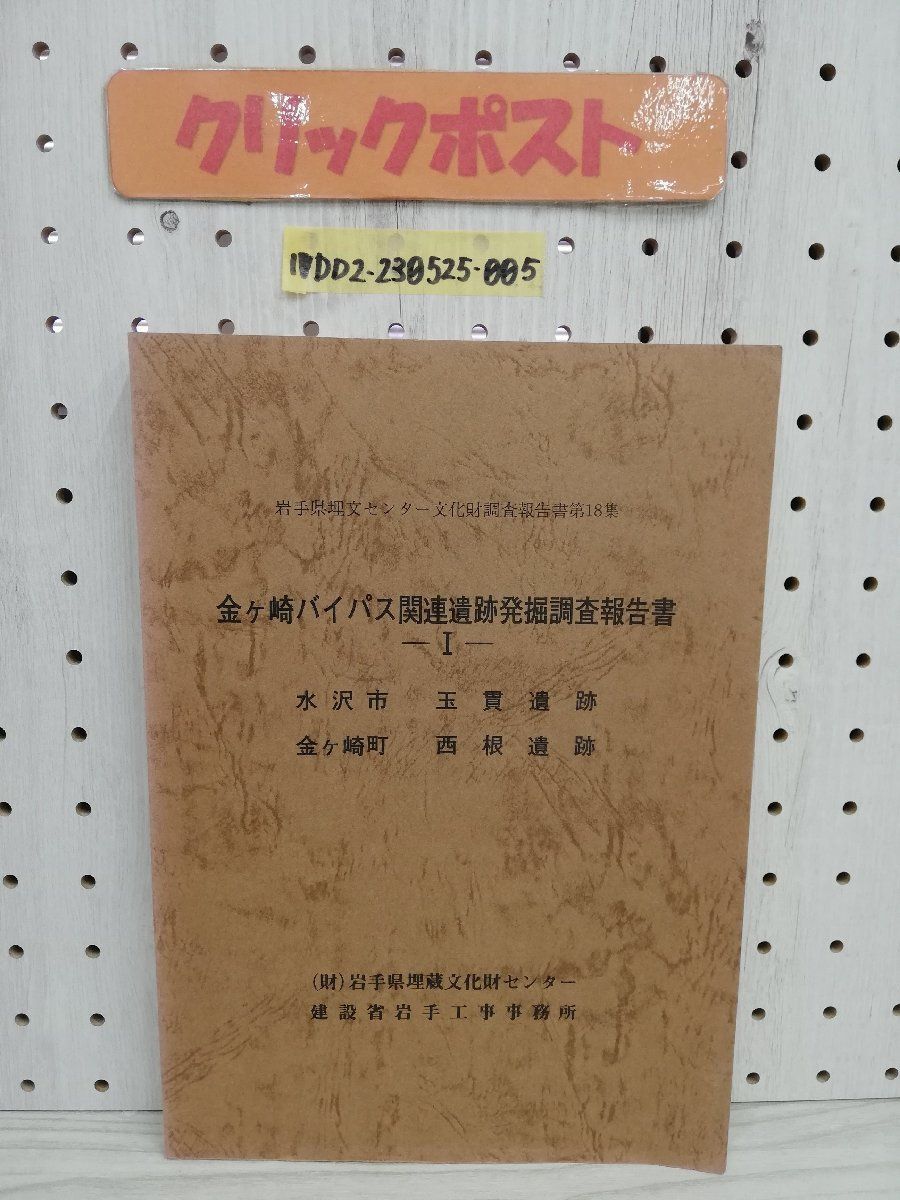 クリックポスト
DD2-230525-005
岩手県埋文センター文化財調査報告書第18集
金ヶ崎バイパス関連遺跡発掘調査報告書
―I―
水沢市 玉貫遺跡
金ケ崎町 西根遺跡
(財)岩手県埋蔵文化財センター
建設省岩手工事事務所